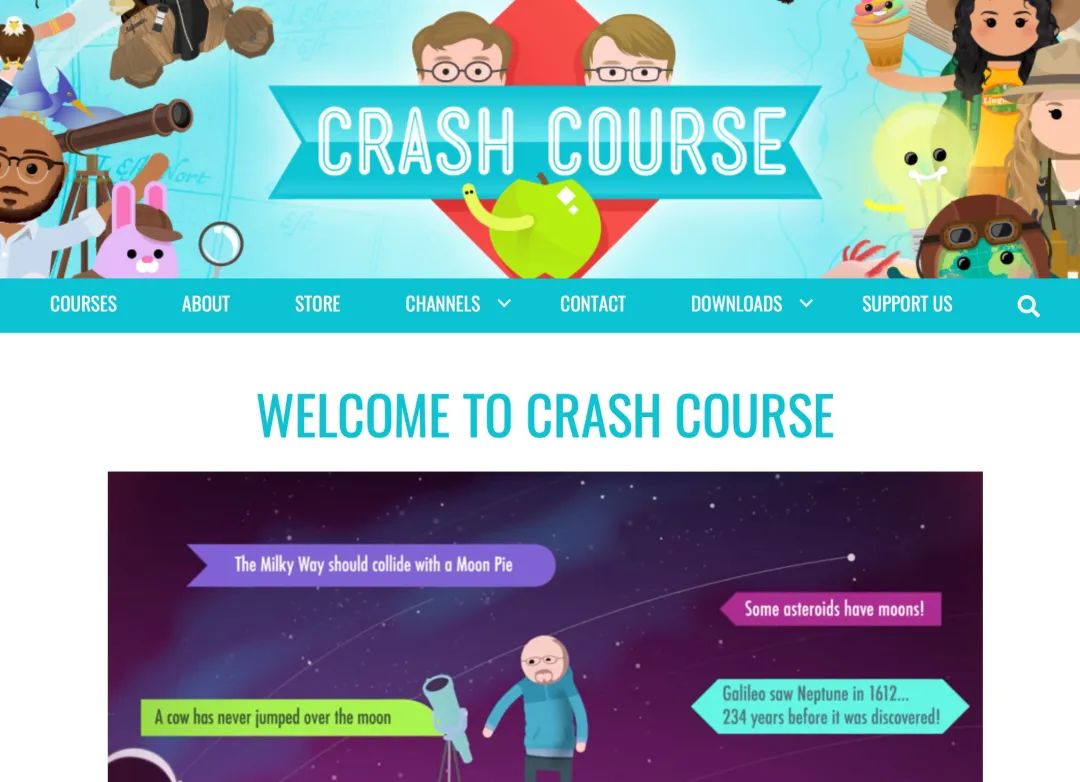 CRASH COURSE
COURSES
ABOUT
STORE
CHANNELS
CONTACT
DOWNLOADS
SUPPORT US
WELCOME TO CRASH COURSE
The Milky Way should collide with a Moon Pie
Some asteroids have moons!
Galileo saw Neptune in 1612...
234 years before it was discovered!
A cow has never jumped over the moon